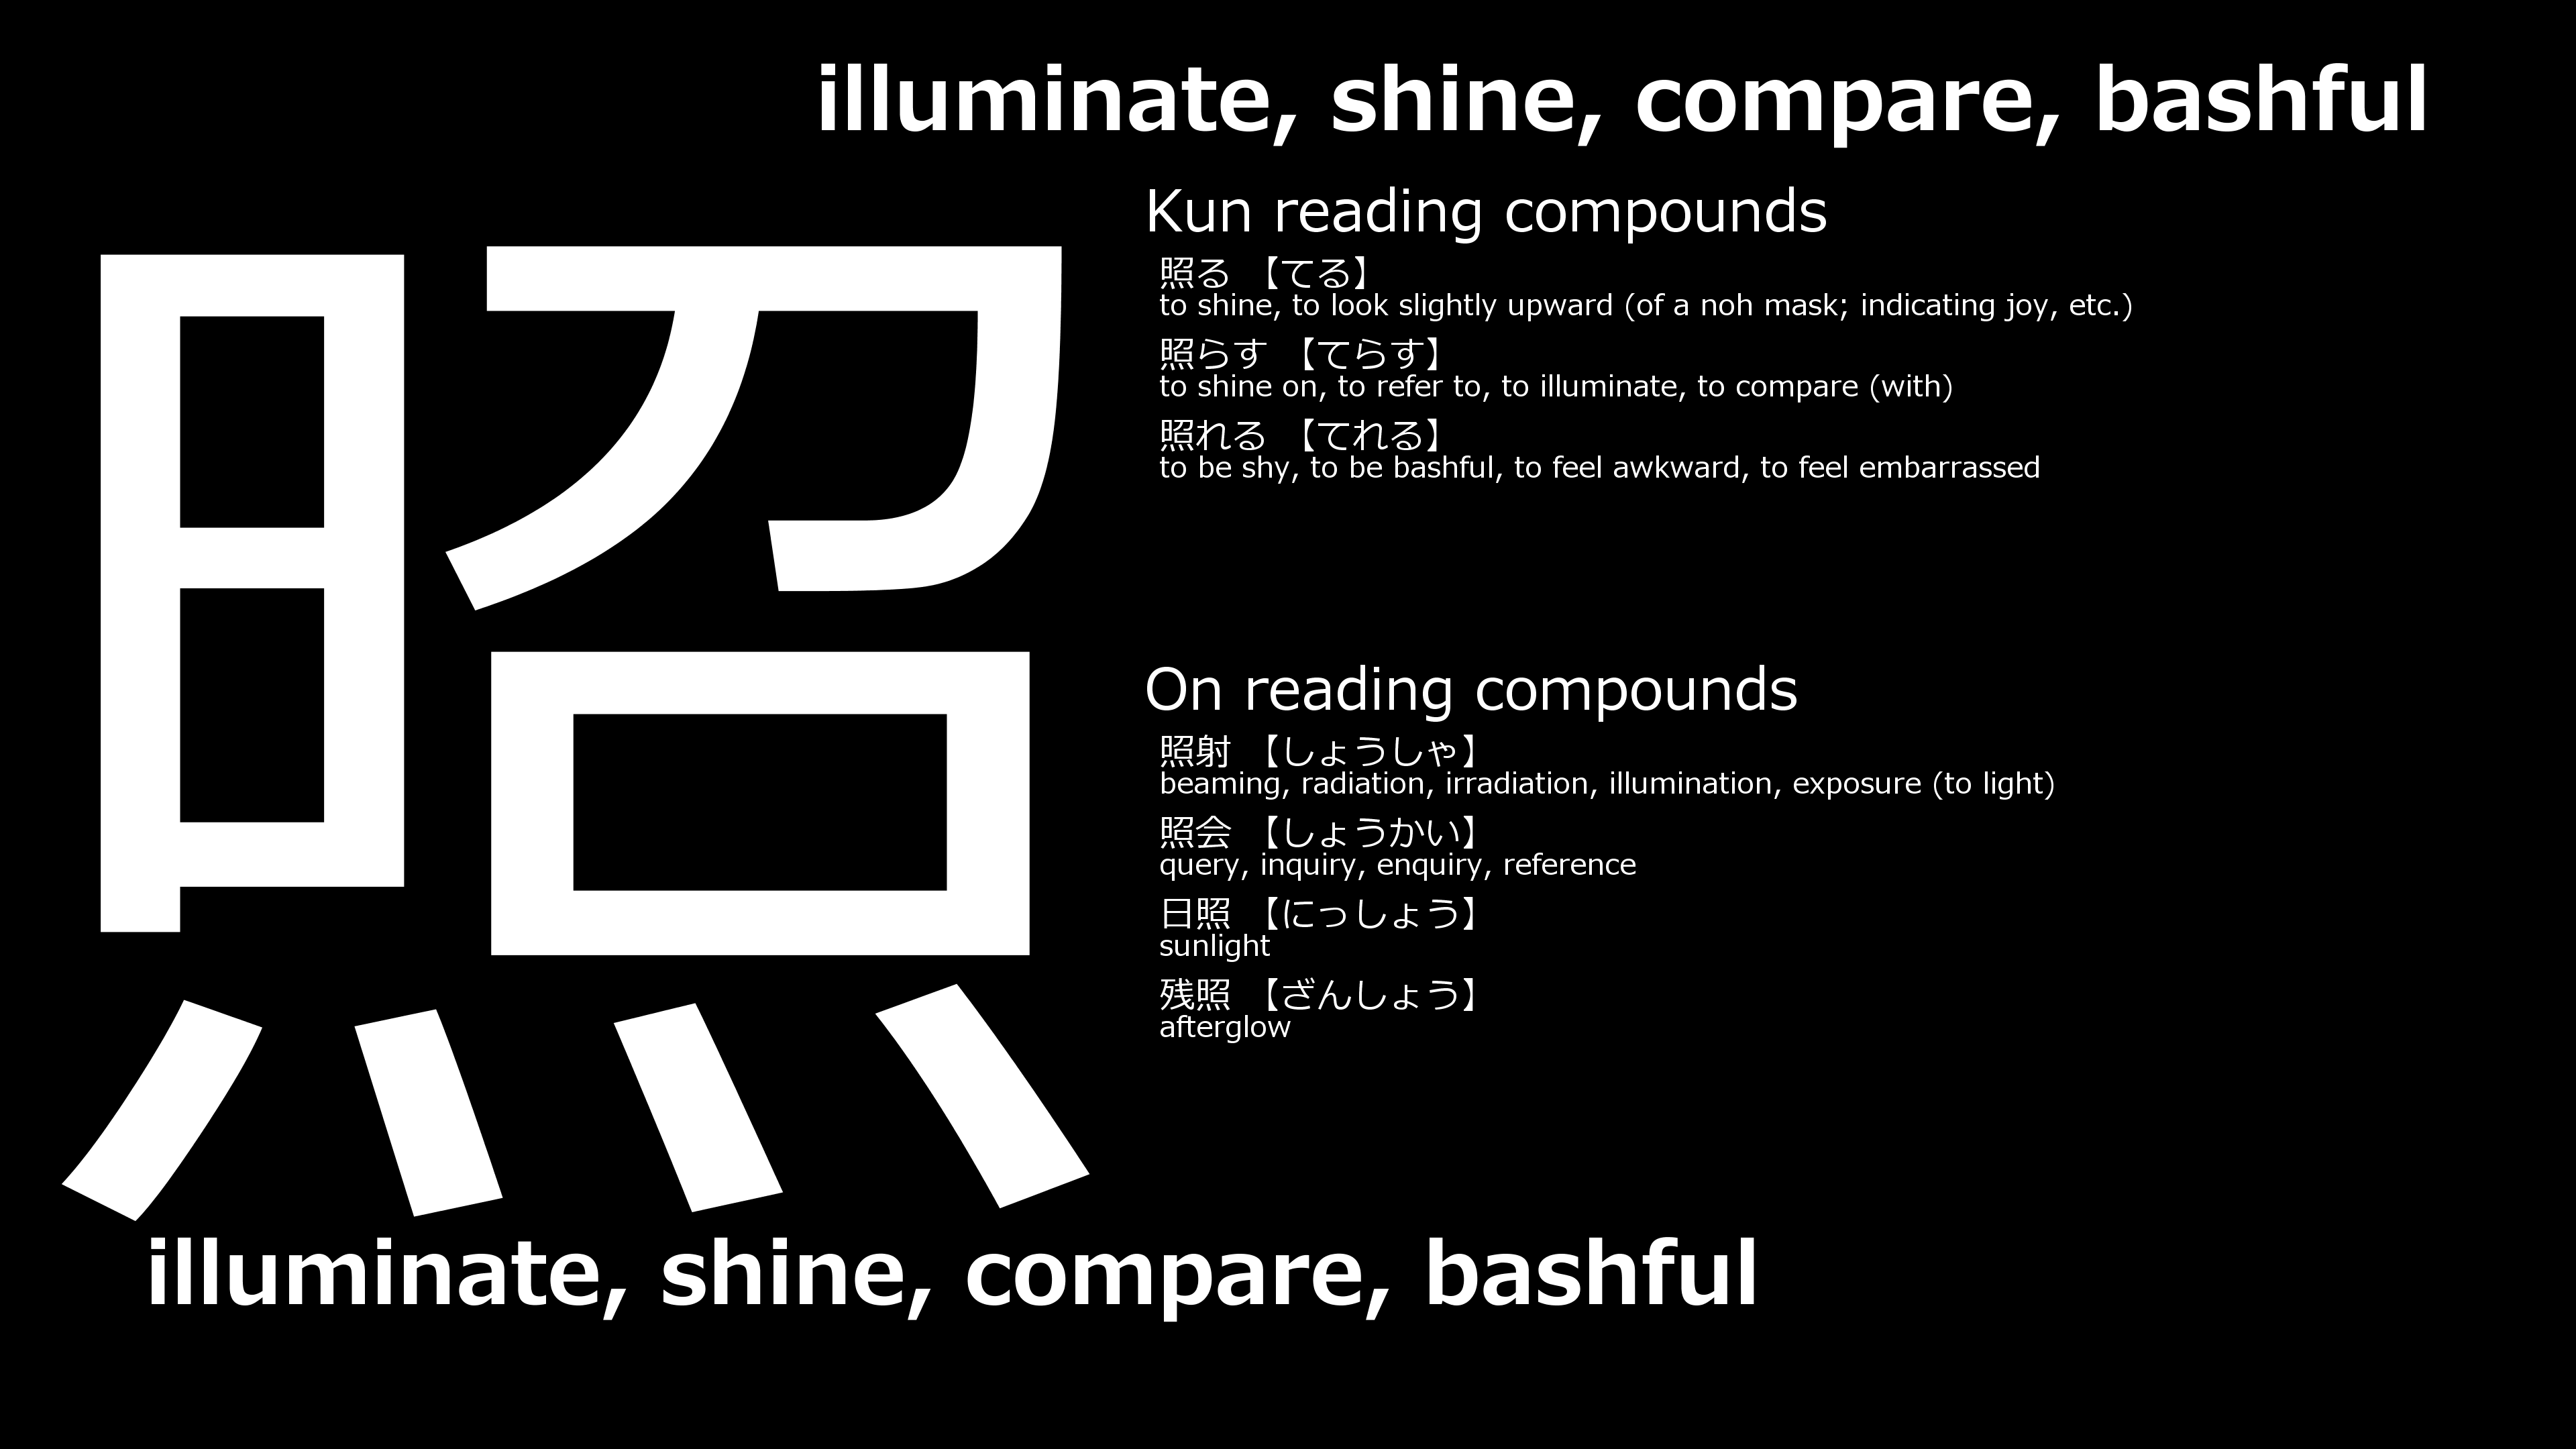 illuminate, shine, compare, bashful
照
Kun reading compounds
照る 【てる】
to shine, to look slightly upward (of a noh mask; indicating joy, etc.)
照らす 【てらす】
to shine on, to refer to, to illuminate, to compare (with)
照れる 【てれる】
to be shy, to be bashful, to feel awkward, to feel embarrassed
On reading compounds
照射 【しょうしゃ】
beaming, radiation, irradiation, illumination, exposure (to light)
照会 【しょうかい】
query, inquiry, enquiry, reference
日照 【にっしょう】
sunlight
残照 【ざんしょう】
afterglow
illuminate, shine, compare, bashful